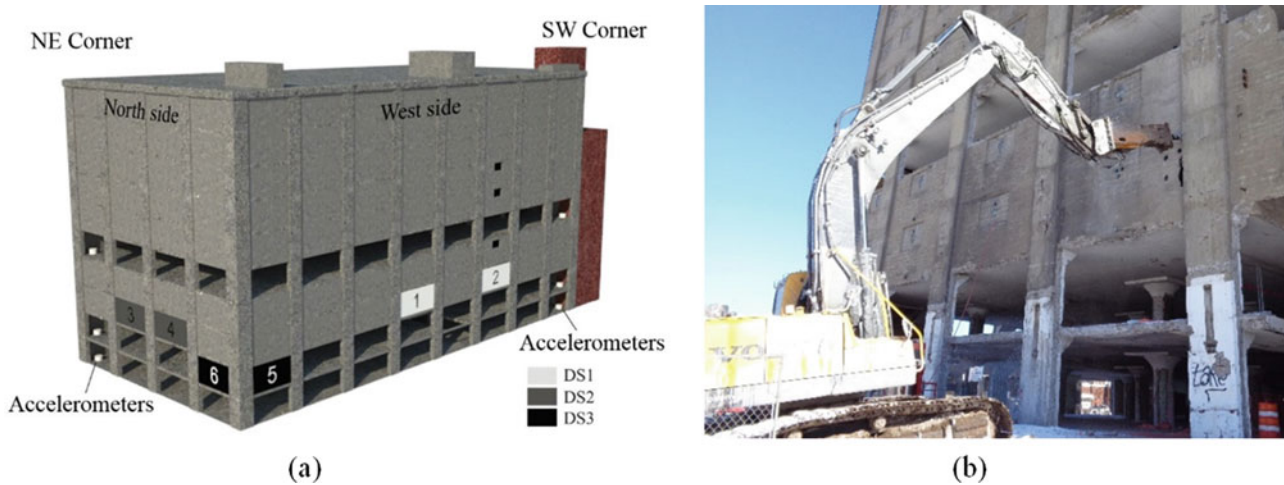 NE Corner
SW Corner
North side
West side
1
2
3
4
5
6
Accelerometers
Accelerometers
DS1
DS2
DS3
(a)
(b)